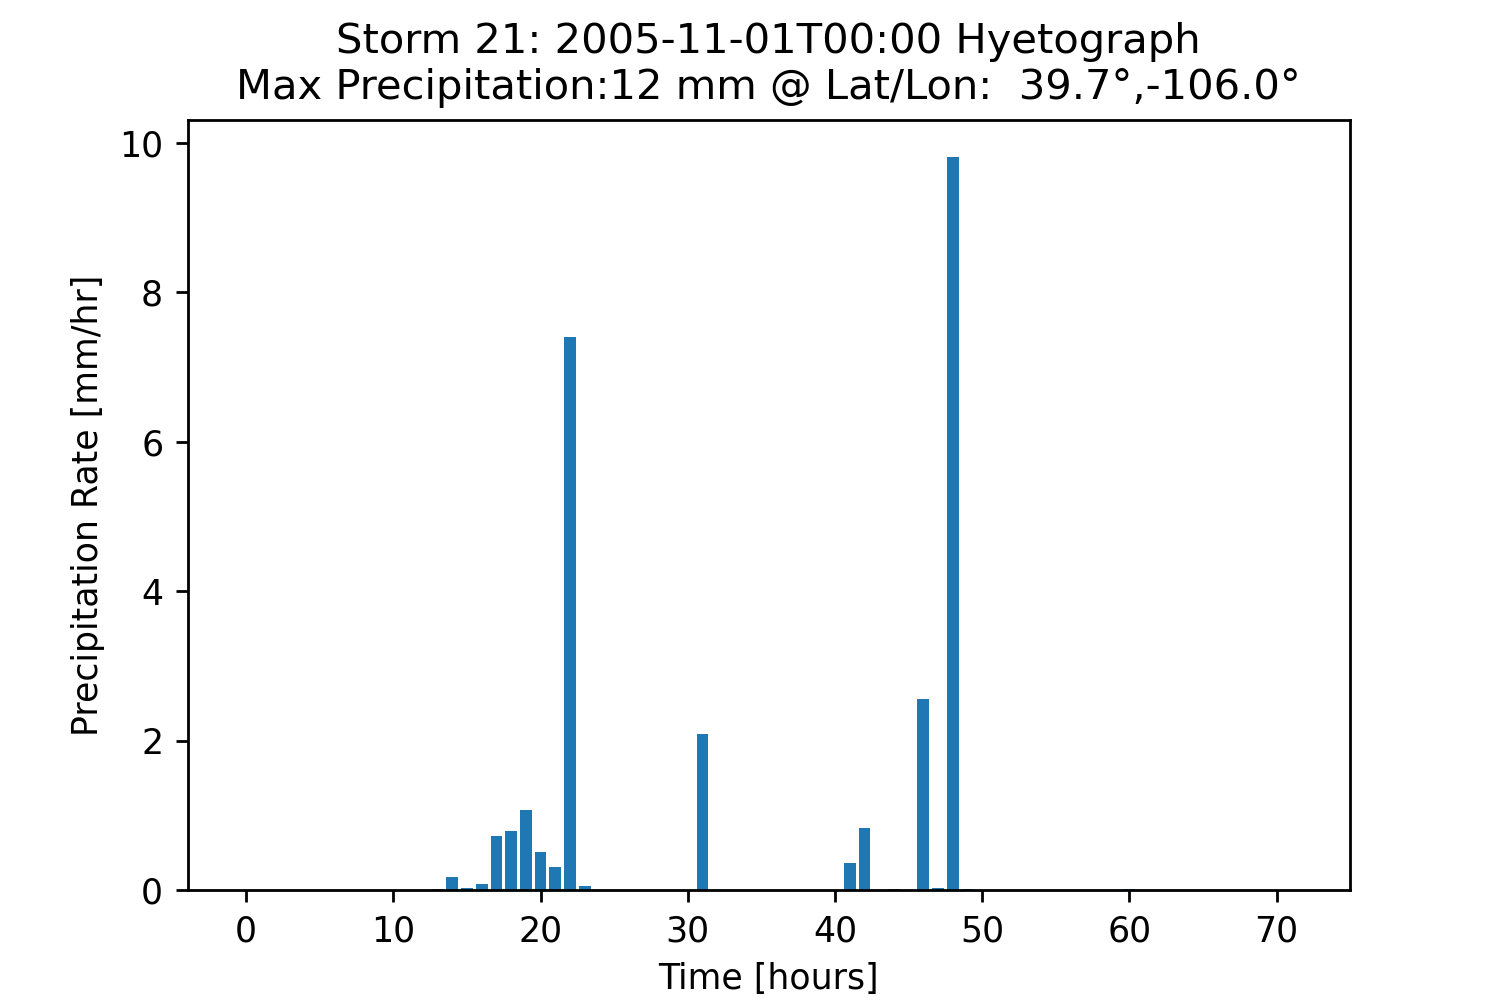 Storm 21: 2005-11-01T00:00 Hyetograph
Max Precipitation:12 mm @ Lat/Lon:  39.7°,-106.0°
10
8
6
4
2
0
Precipitation Rate [mm/hr]
0 10 20 30 40 50 60 70
Time [hours]